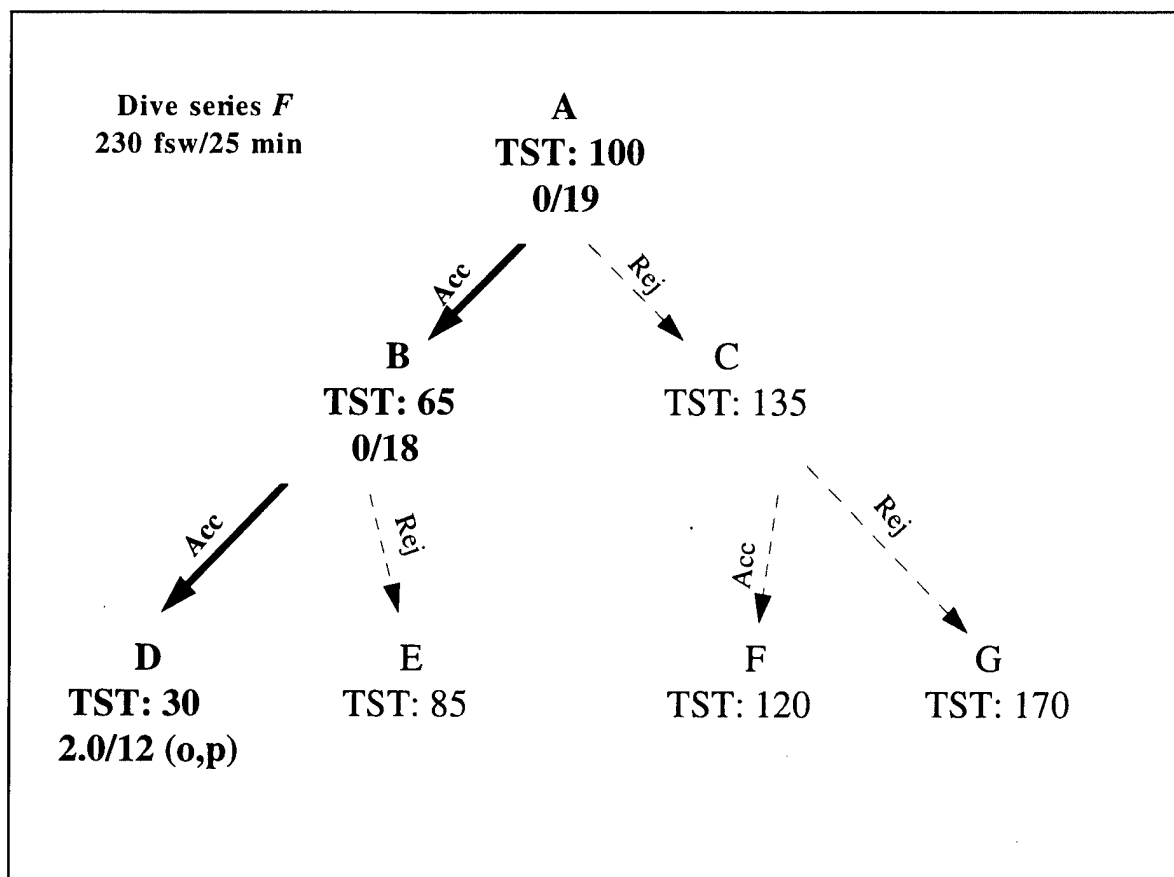 Dive series F
230 fsw/25 min
A
TST: 100
0/19
Acc
Rej
B
TST: 65
0/18
C
TST: 135
Acc
Rej
Acc
Rej
D
TST: 30
2.0/12 (o,p)
E
TST: 85
F
TST: 120
G
TST: 170